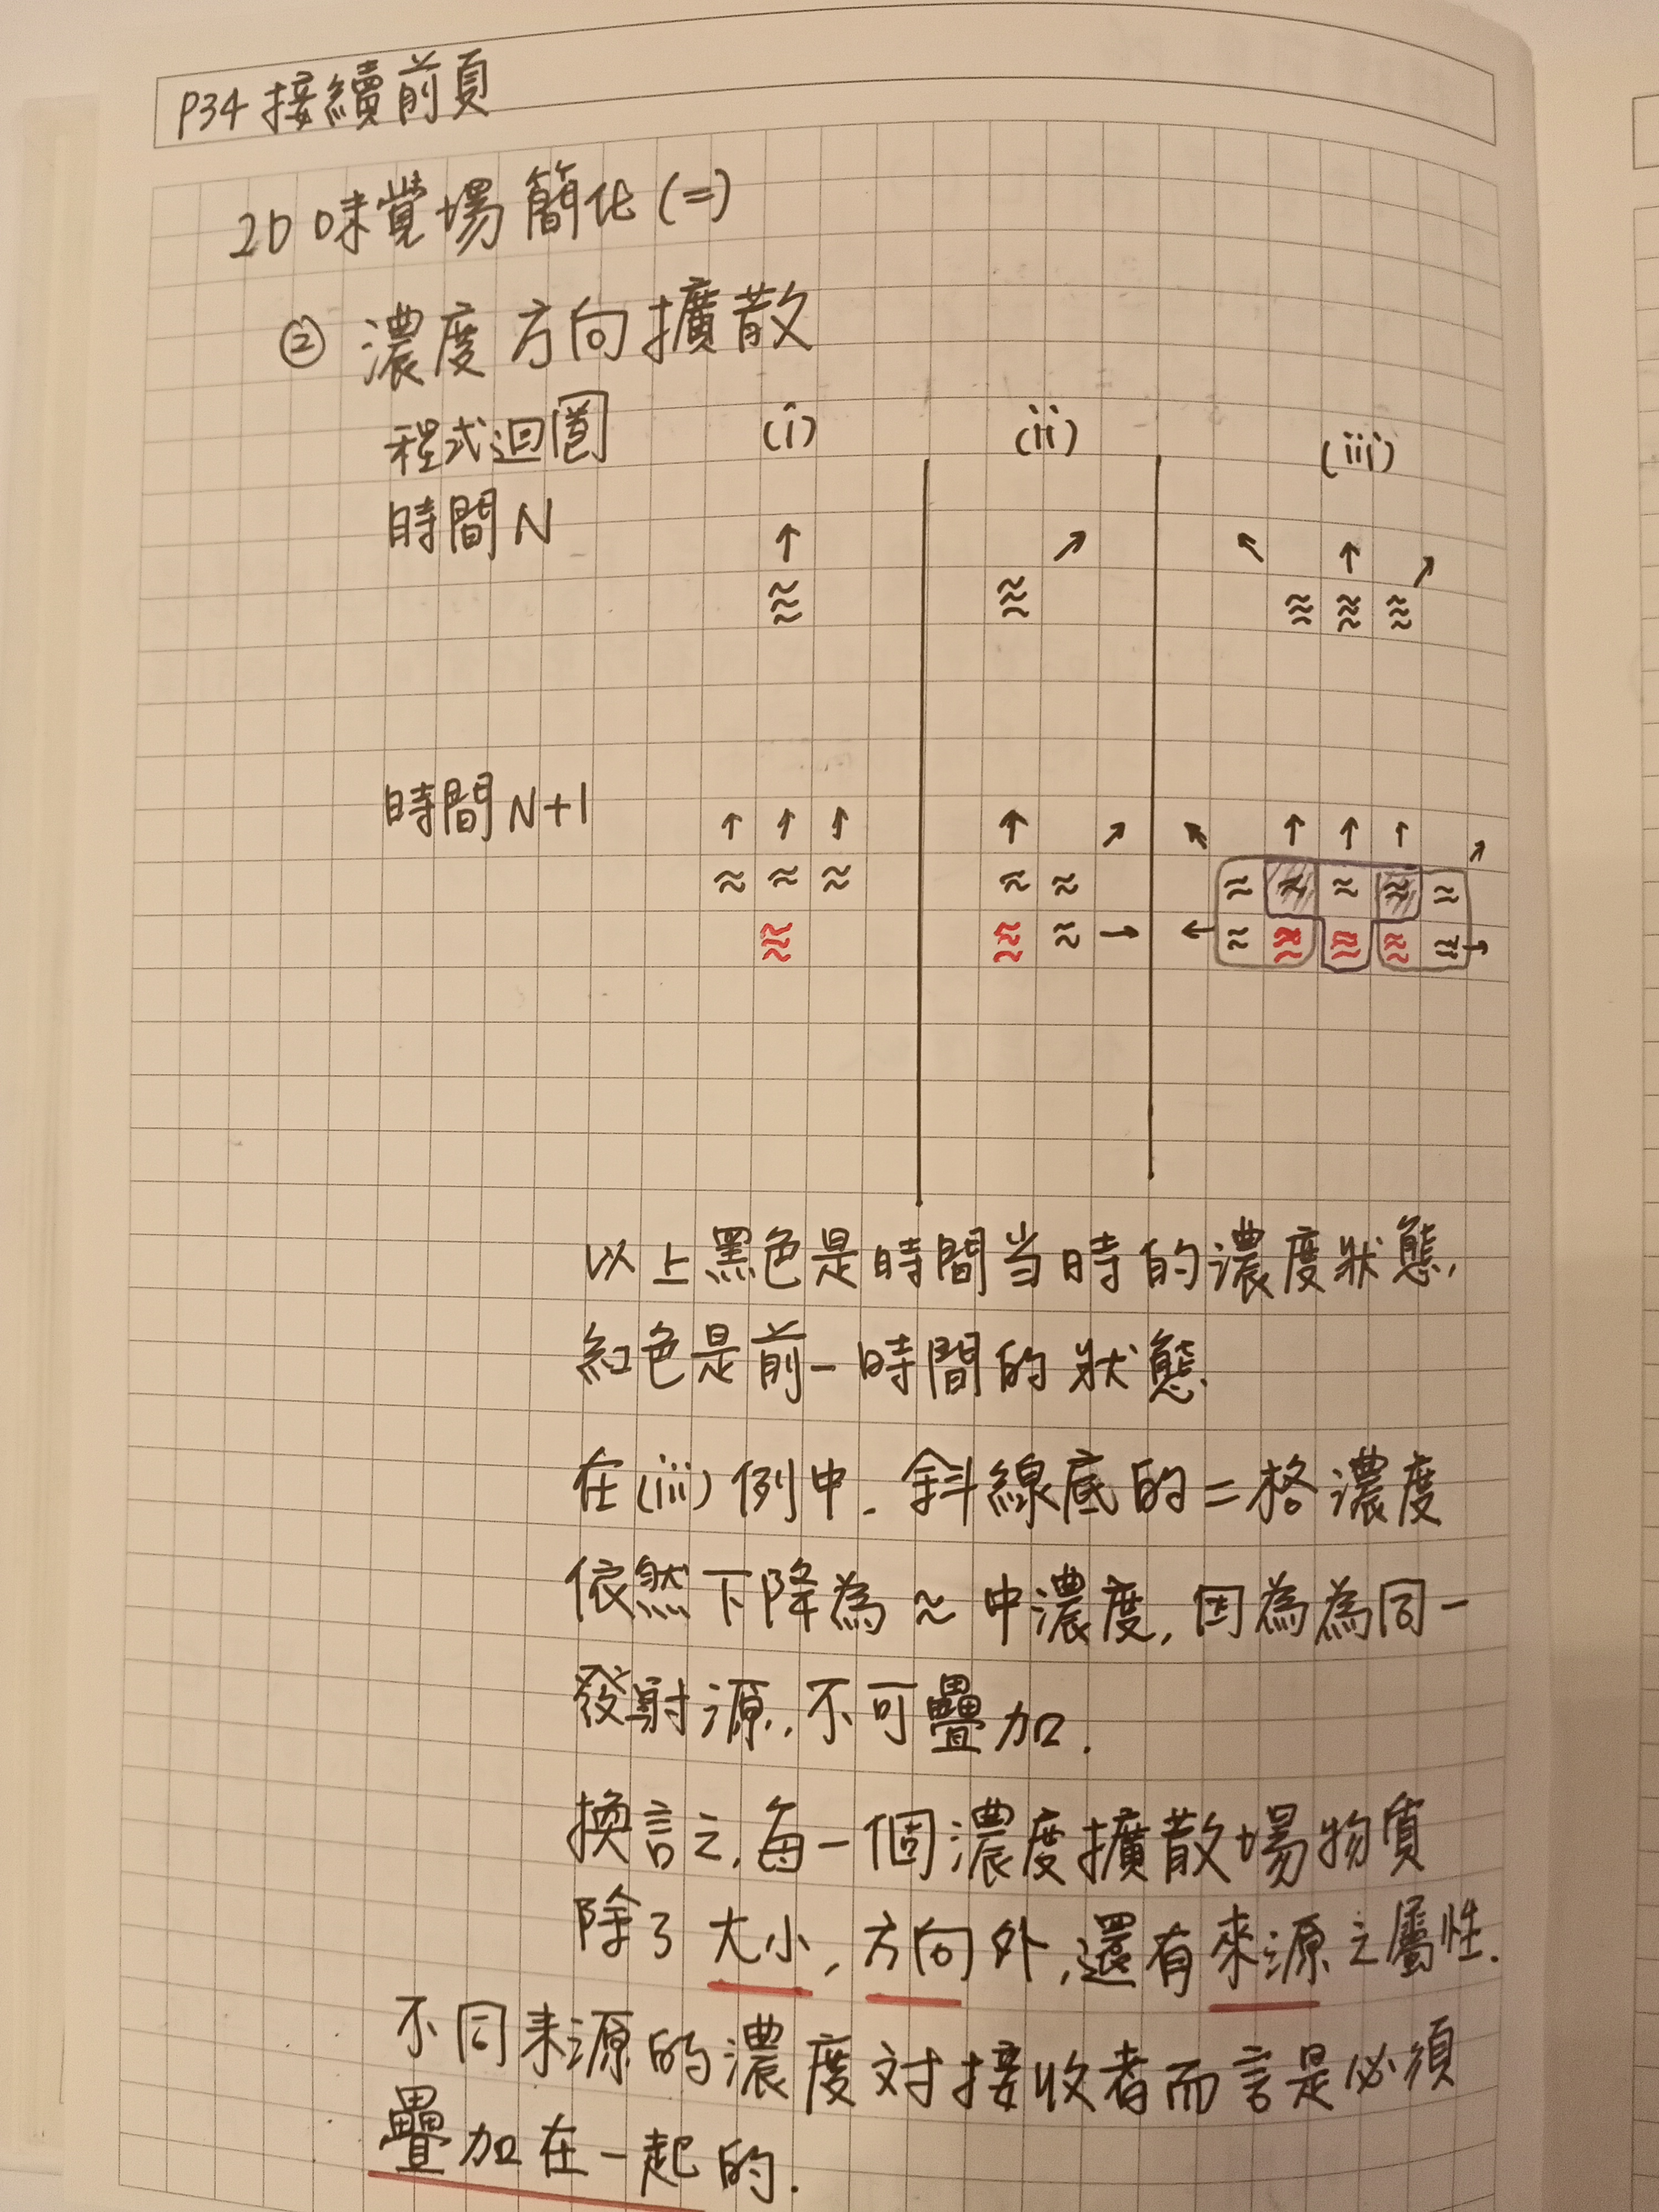 P34 接續前頁
2D 味覚場簡化(二)
② 濃度方向擴散
程式迴圈 (i) (ii) (iii)
時間N
時間N+1
以上黑色是時間当時的濃度狀態,
紅色是前一時間的狀態.
在(iii)例中.斜線底的二格濃度
依然下降為≈中濃度,因為為同一
發射源,不可疊加.
換言之,每一個濃度擴散場物質
除了大小,方向外,還有來源之屬性.
不同来源的濃度对接收者而言是必須
疊加在一起的.